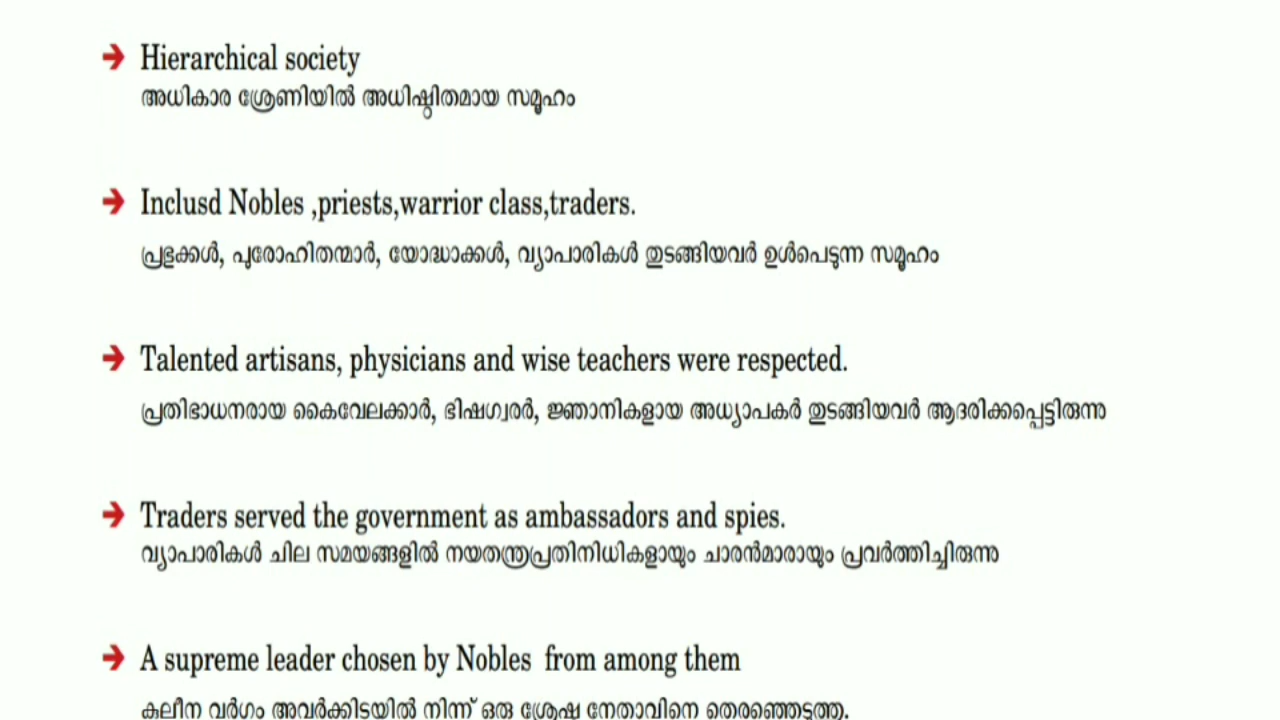 ➔ Hierarchical society
അധികാര ശ്രേണിയിൽ അധിഷ്ഠിതമായ സമൂഹം
➔ Inclusd Nobles ,priests,warrior class,traders.
പ്രഭുക്കൾ, പുരോഹിതന്മാർ, യോദ്ധാക്കൾ, വ്യാപാരികൾ തുടങ്ങിയവർ ഉൾപെടുന്ന സമൂഹം
➔ Talented artisans, physicians and wise teachers were respected.
പ്രതിഭാധനരായ കൈവേലക്കാർ, ഭിഷഗ്വരർ, ജ്ഞാനികളായ അധ്യാപകർ തുടങ്ങിയവർ ആദരിക്കപ്പെട്ടിരുന്നു
➔ Traders served the government as ambassadors and spies.
വ്യാപാരികൾ ചില സമയങ്ങളിൽ നയതന്ത്രപ്രതിനിധികളായും ചാരൻമാരായും പ്രവർത്തിച്ചിരുന്നു
➔ A supreme leader chosen by Nobles from among them
കുലീന വർഗം അവർക്കിടയിൽ നിന്ന് ഒരു ശ്രേഷ്ഠ നേതാവിനെ തെരഞ്ഞെടുത്തു.